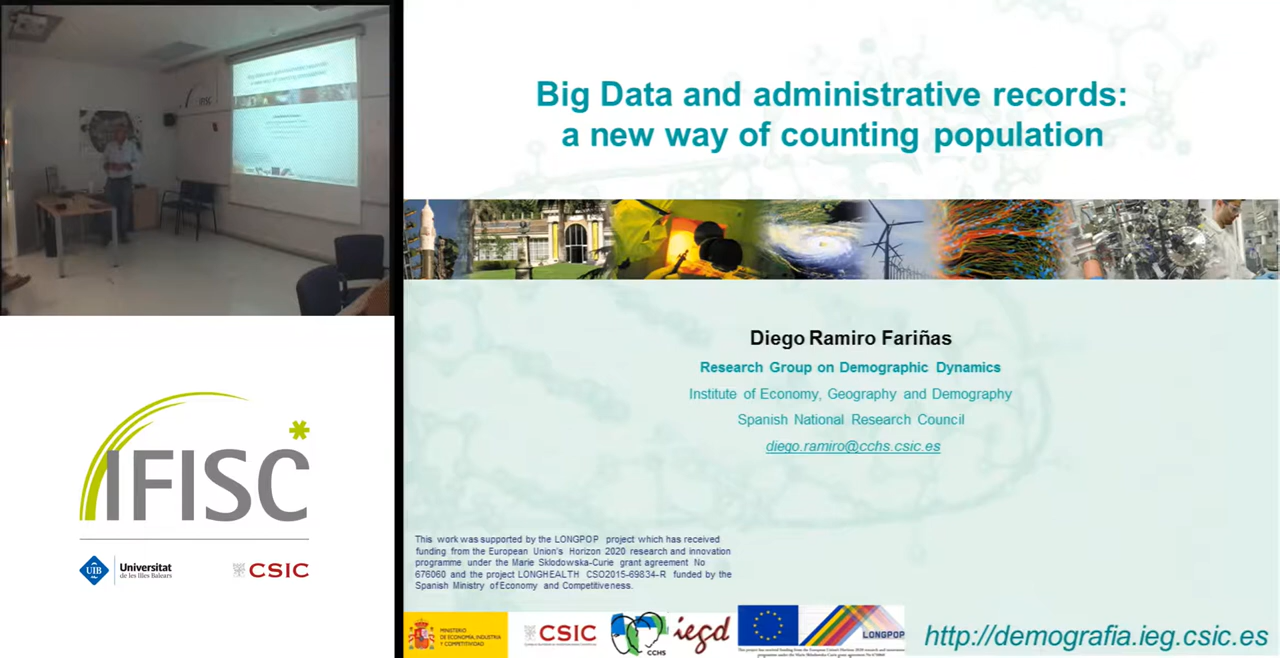 Big Data and administrative records:
a new way of counting population
Diego Ramiro Fariñas
Research Group on Demographic Dynamics
Institute of Economy, Geography and Demography
Spanish National Research Council
diego.ramiro@cchs.csic.es
This work was supported by the LONGPOP project which has received
funding from the European Union's Horizon 2020 research and innovation
programme under the Marie Sklodowska-Curie grant agreement No
676060 and the project LONGHEALTH CSO2015-69834-R funded by the
Spanish Ministry of Economy and Competitiveness.
MINISTERIO
DE ECONOMÍA, INDUSTRIA
Y COMPETITIVIDAD
CSIC
CCHS
iegd
LONGPOP
http://demografia.ieg.csic.es
IFISC
UIB
Universitat
de les Illes Balears
CSIC